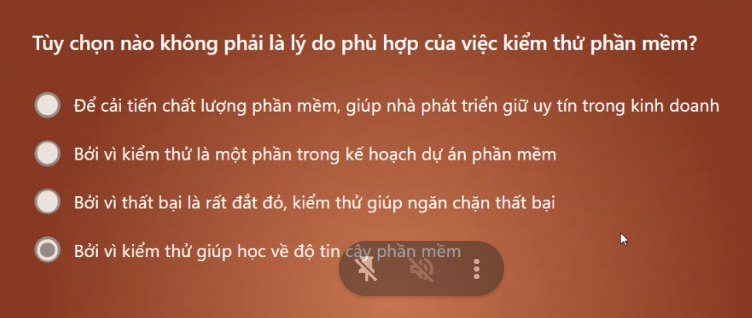 Tùy chọn nào không phải là lý do phù hợp của việc kiểm thử phần mềm?
Để cải tiến chất lượng phần mềm, giúp nhà phát triển giữ uy tín trong kinh doanh
Bởi vì kiểm thử là một phần trong kế hoạch dự án phần mềm
Bởi vì thất bại là rất đắt đỏ, kiểm thử giúp ngăn chặn thất bại
Bởi vì kiểm thử giúp học về độ tin cậy phần mềm